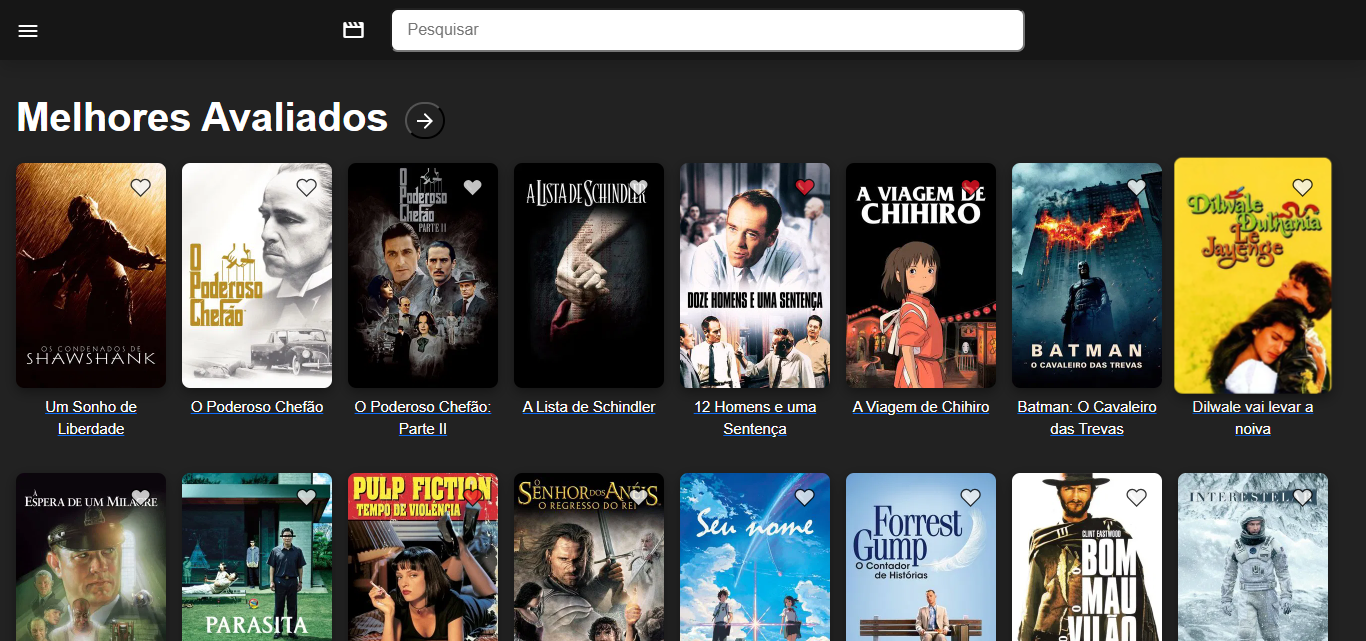 Pesquisar
Melhores Avaliados
OS CONDENADOS DE
SHAWSHANK
O
Poderoso
Chefão
O
Poderoso
Chefão
PARTE II
A LISTA DE SCHINDLER
DOZE HOMENS E UMA SENTENÇA
A VIAGEM DE
CHIHIRO
BATMAN
O CAVALEIRO DAS TREVAS
Dilwale
Dulhania
Le
Jayenge
Um Sonho de
Liberdade
O Poderoso Chefão
O Poderoso Chefão:
Parte II
A Lista de Schindler
12 Homens e uma
Sentença
A Viagem de Chihiro
Batman: O Cavaleiro
das Trevas
Dilwale vai levar a
noiva
À
ESPERA DE UM MILAGRE
PARASITA
PULP FICTION
TEMPO DE VIOLÊNCIA
O
SENHOR DOS ANÉIS
O REGRESSO DO REI
Seu nome
Forrest
Gump
O Contador
de Histórias
CLINT EASTWOOD
O BOM
O MAU
VILÃO
INTERESTELAR